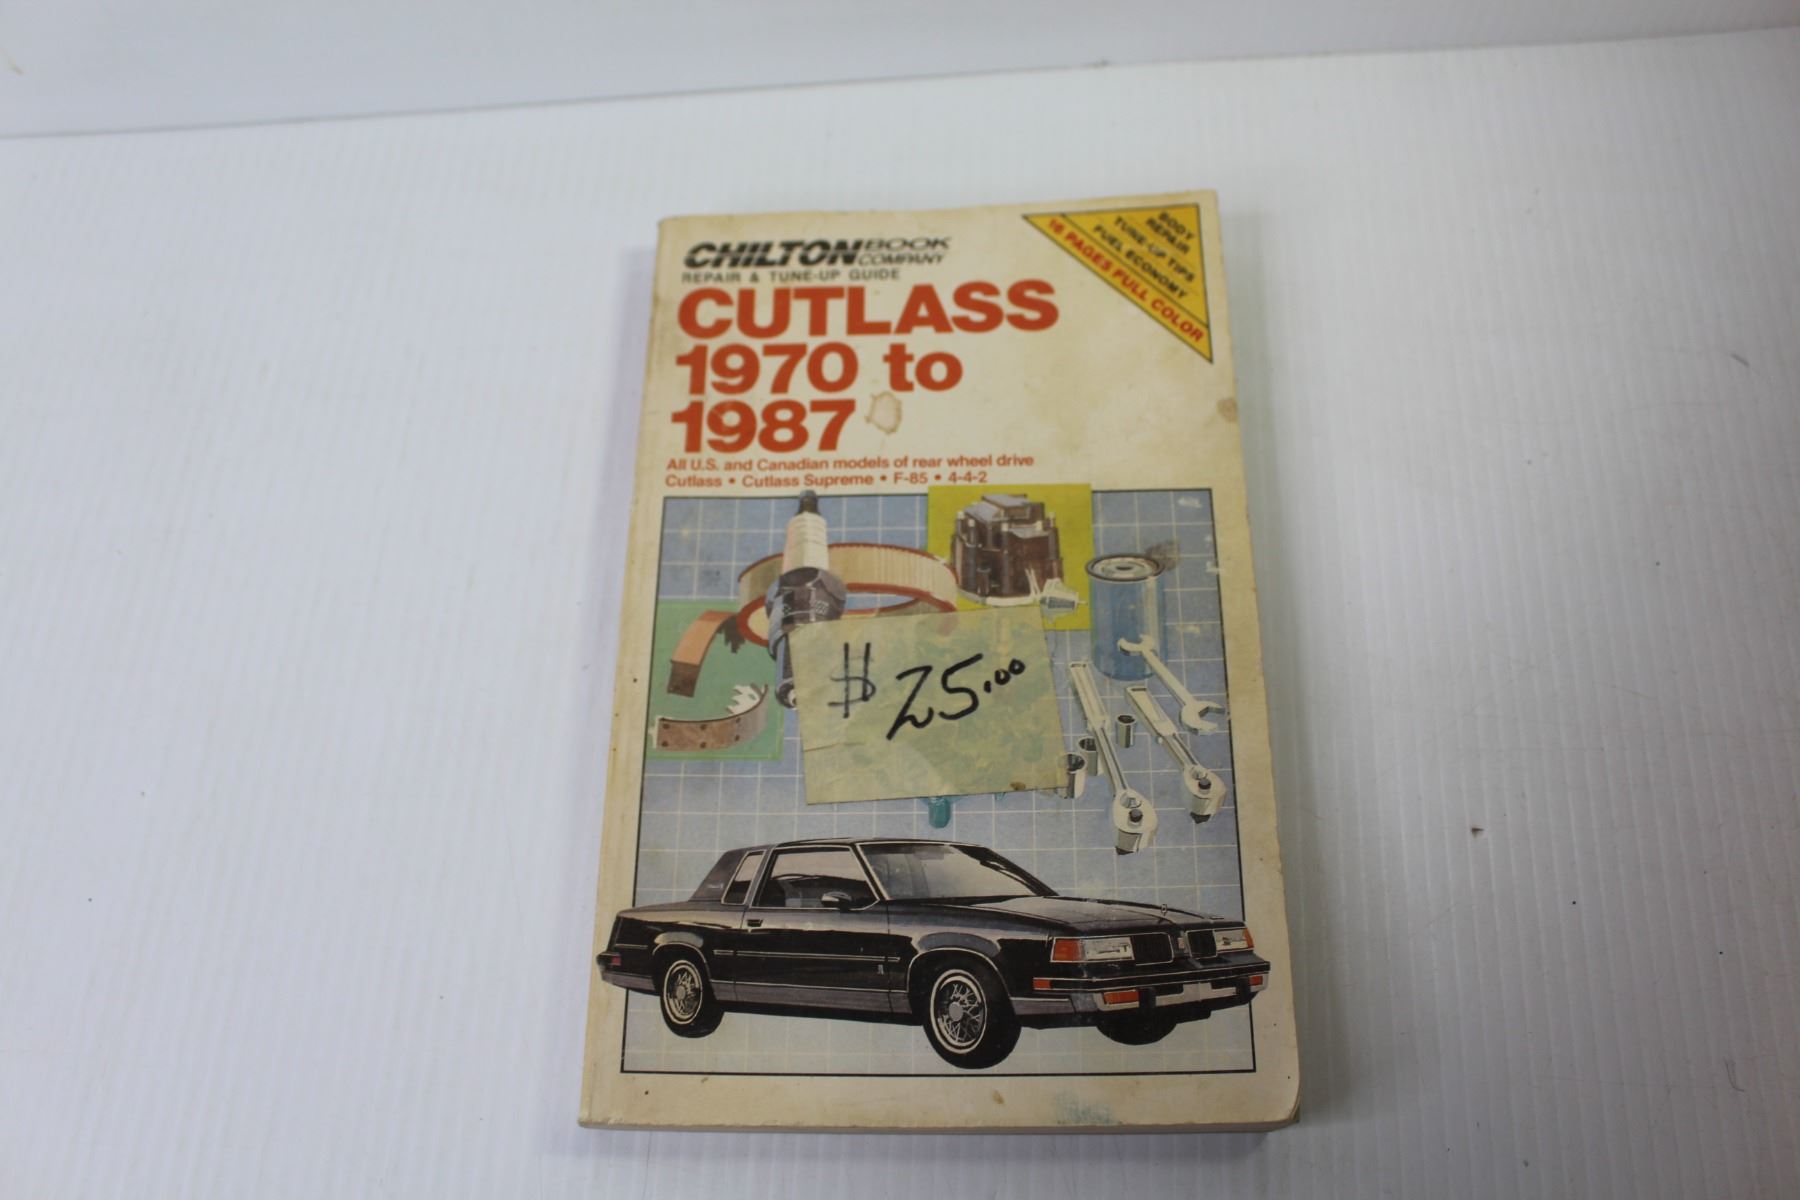 CHILTON BOOK COMPANY
REPAIR & TUNE-UP GUIDE
CUTLASS
1970 to
1987
All U.S. and Canadian models of rear wheel drive
Cutlass • Cutlass Supreme • F-85 • 4-4-2
BODY
REPAIR
TUNE-UP TIPS
FUEL ECONOMY
16 PAGES FULL COLOR
$25.00